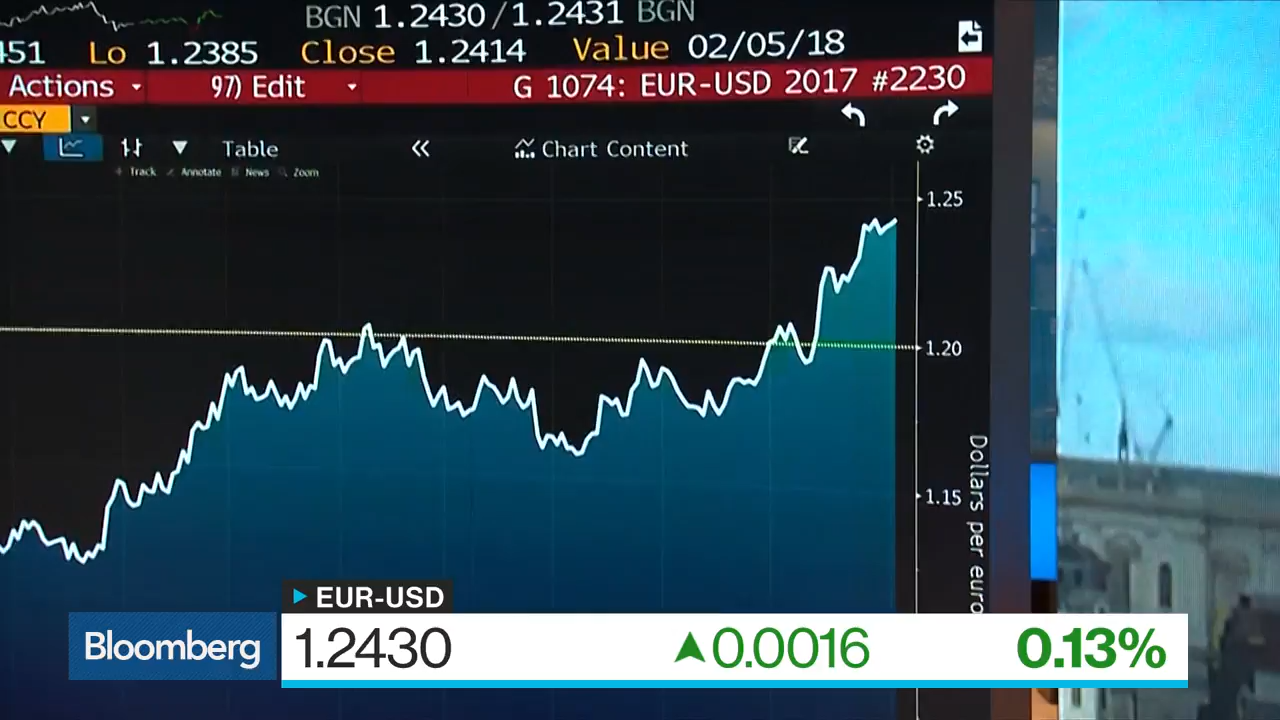 BGN 1.2430/1.2431 BGN
451 Lo 1.2385 Close 1.2414 Value 02/05/18
Actions 97) Edit G 1074: EUR-USD 2017 #2230
CCY
Table « Chart Content
Track Annotate News Zoom
1.25
1.20
1.15
Dollars per euro
EUR-USD
Bloomberg 1.2430 ▲0.0016 0.13%